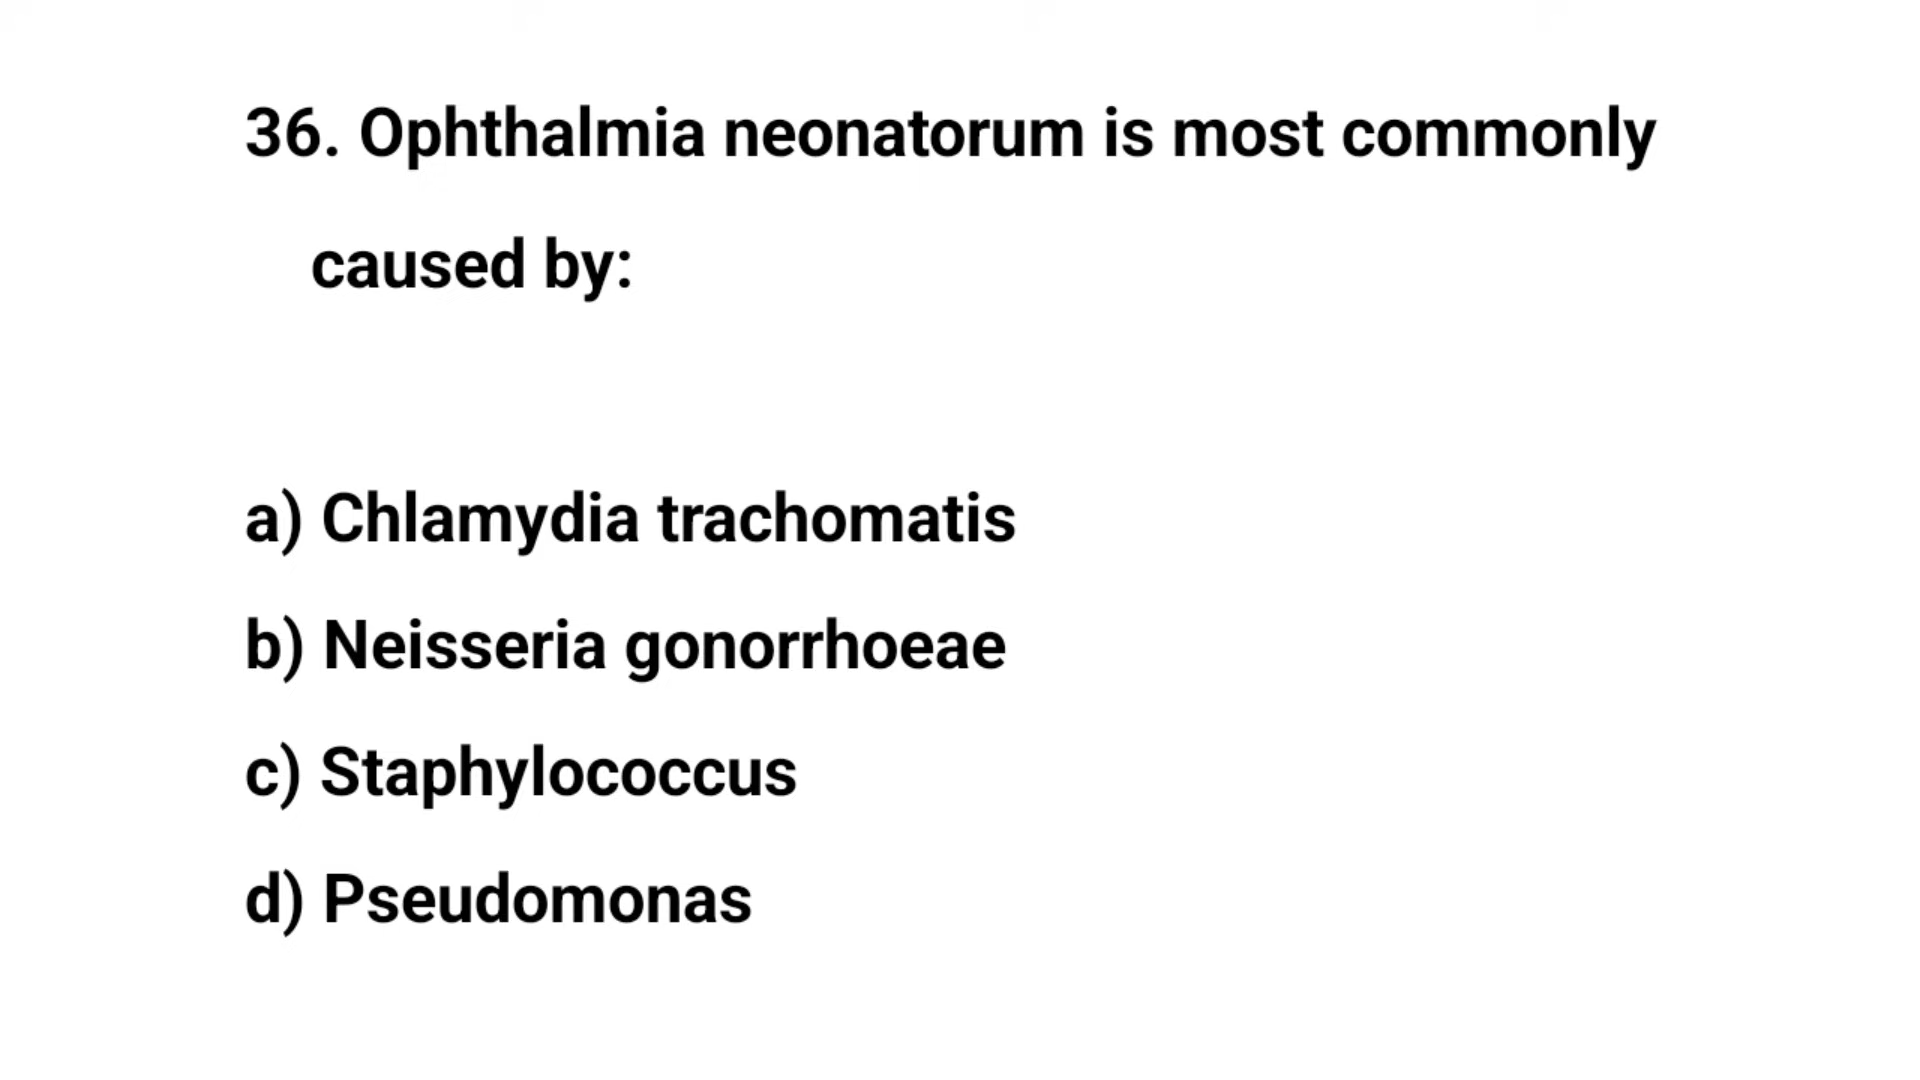 36. Ophthalmia neonatorum is most commonly
caused by:
a) Chlamydia trachomatis
b) Neisseria gonorrhoeae
c) Staphylococcus
d) Pseudomonas